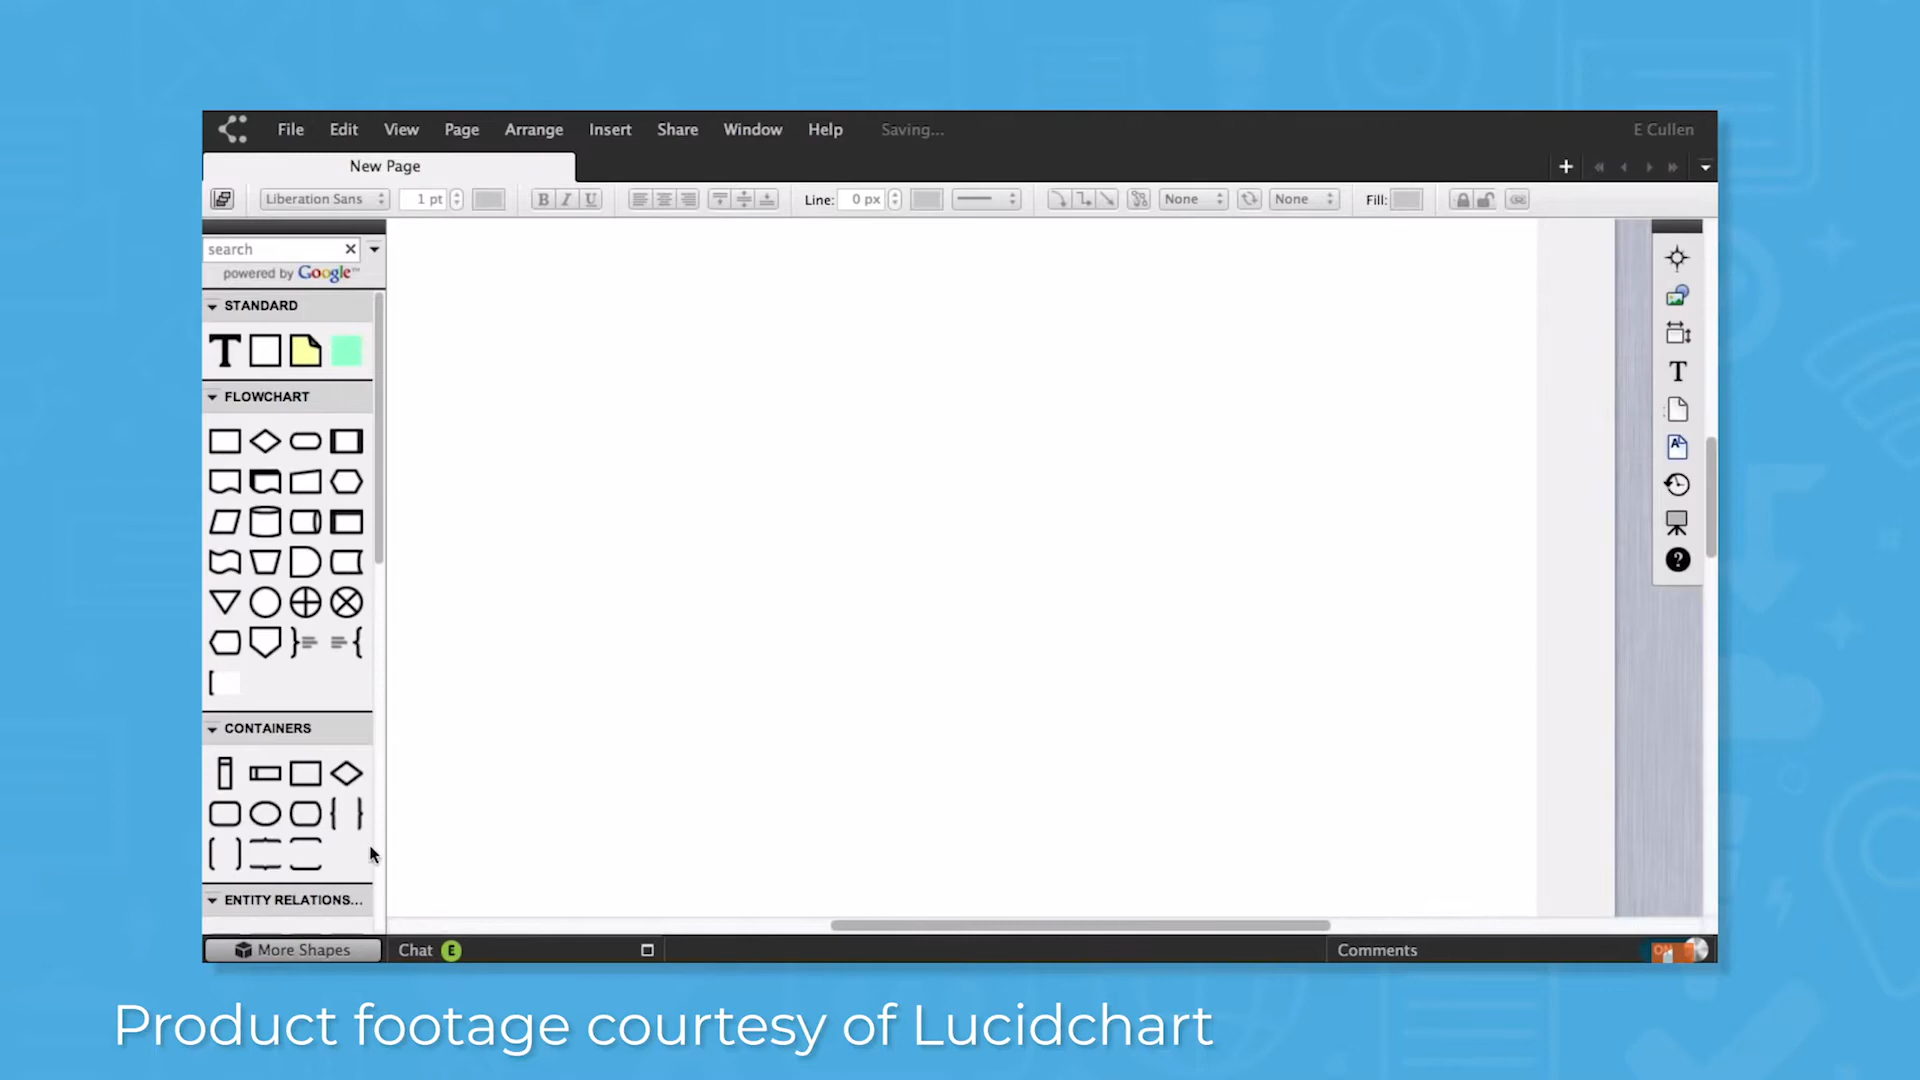 File Edit View Page Arrange Insert Share Window Help Saving... E Cullen
New Page
Liberation Sans 1 pt B I U Line: 0 px None None Fill:
search
powered by Google™
STANDARD
T
FLOWCHART
CONTAINERS
ENTITY RELATIONS...
T
A
?
More Shapes Chat E Comments ON
Product footage courtesy of Lucidchart